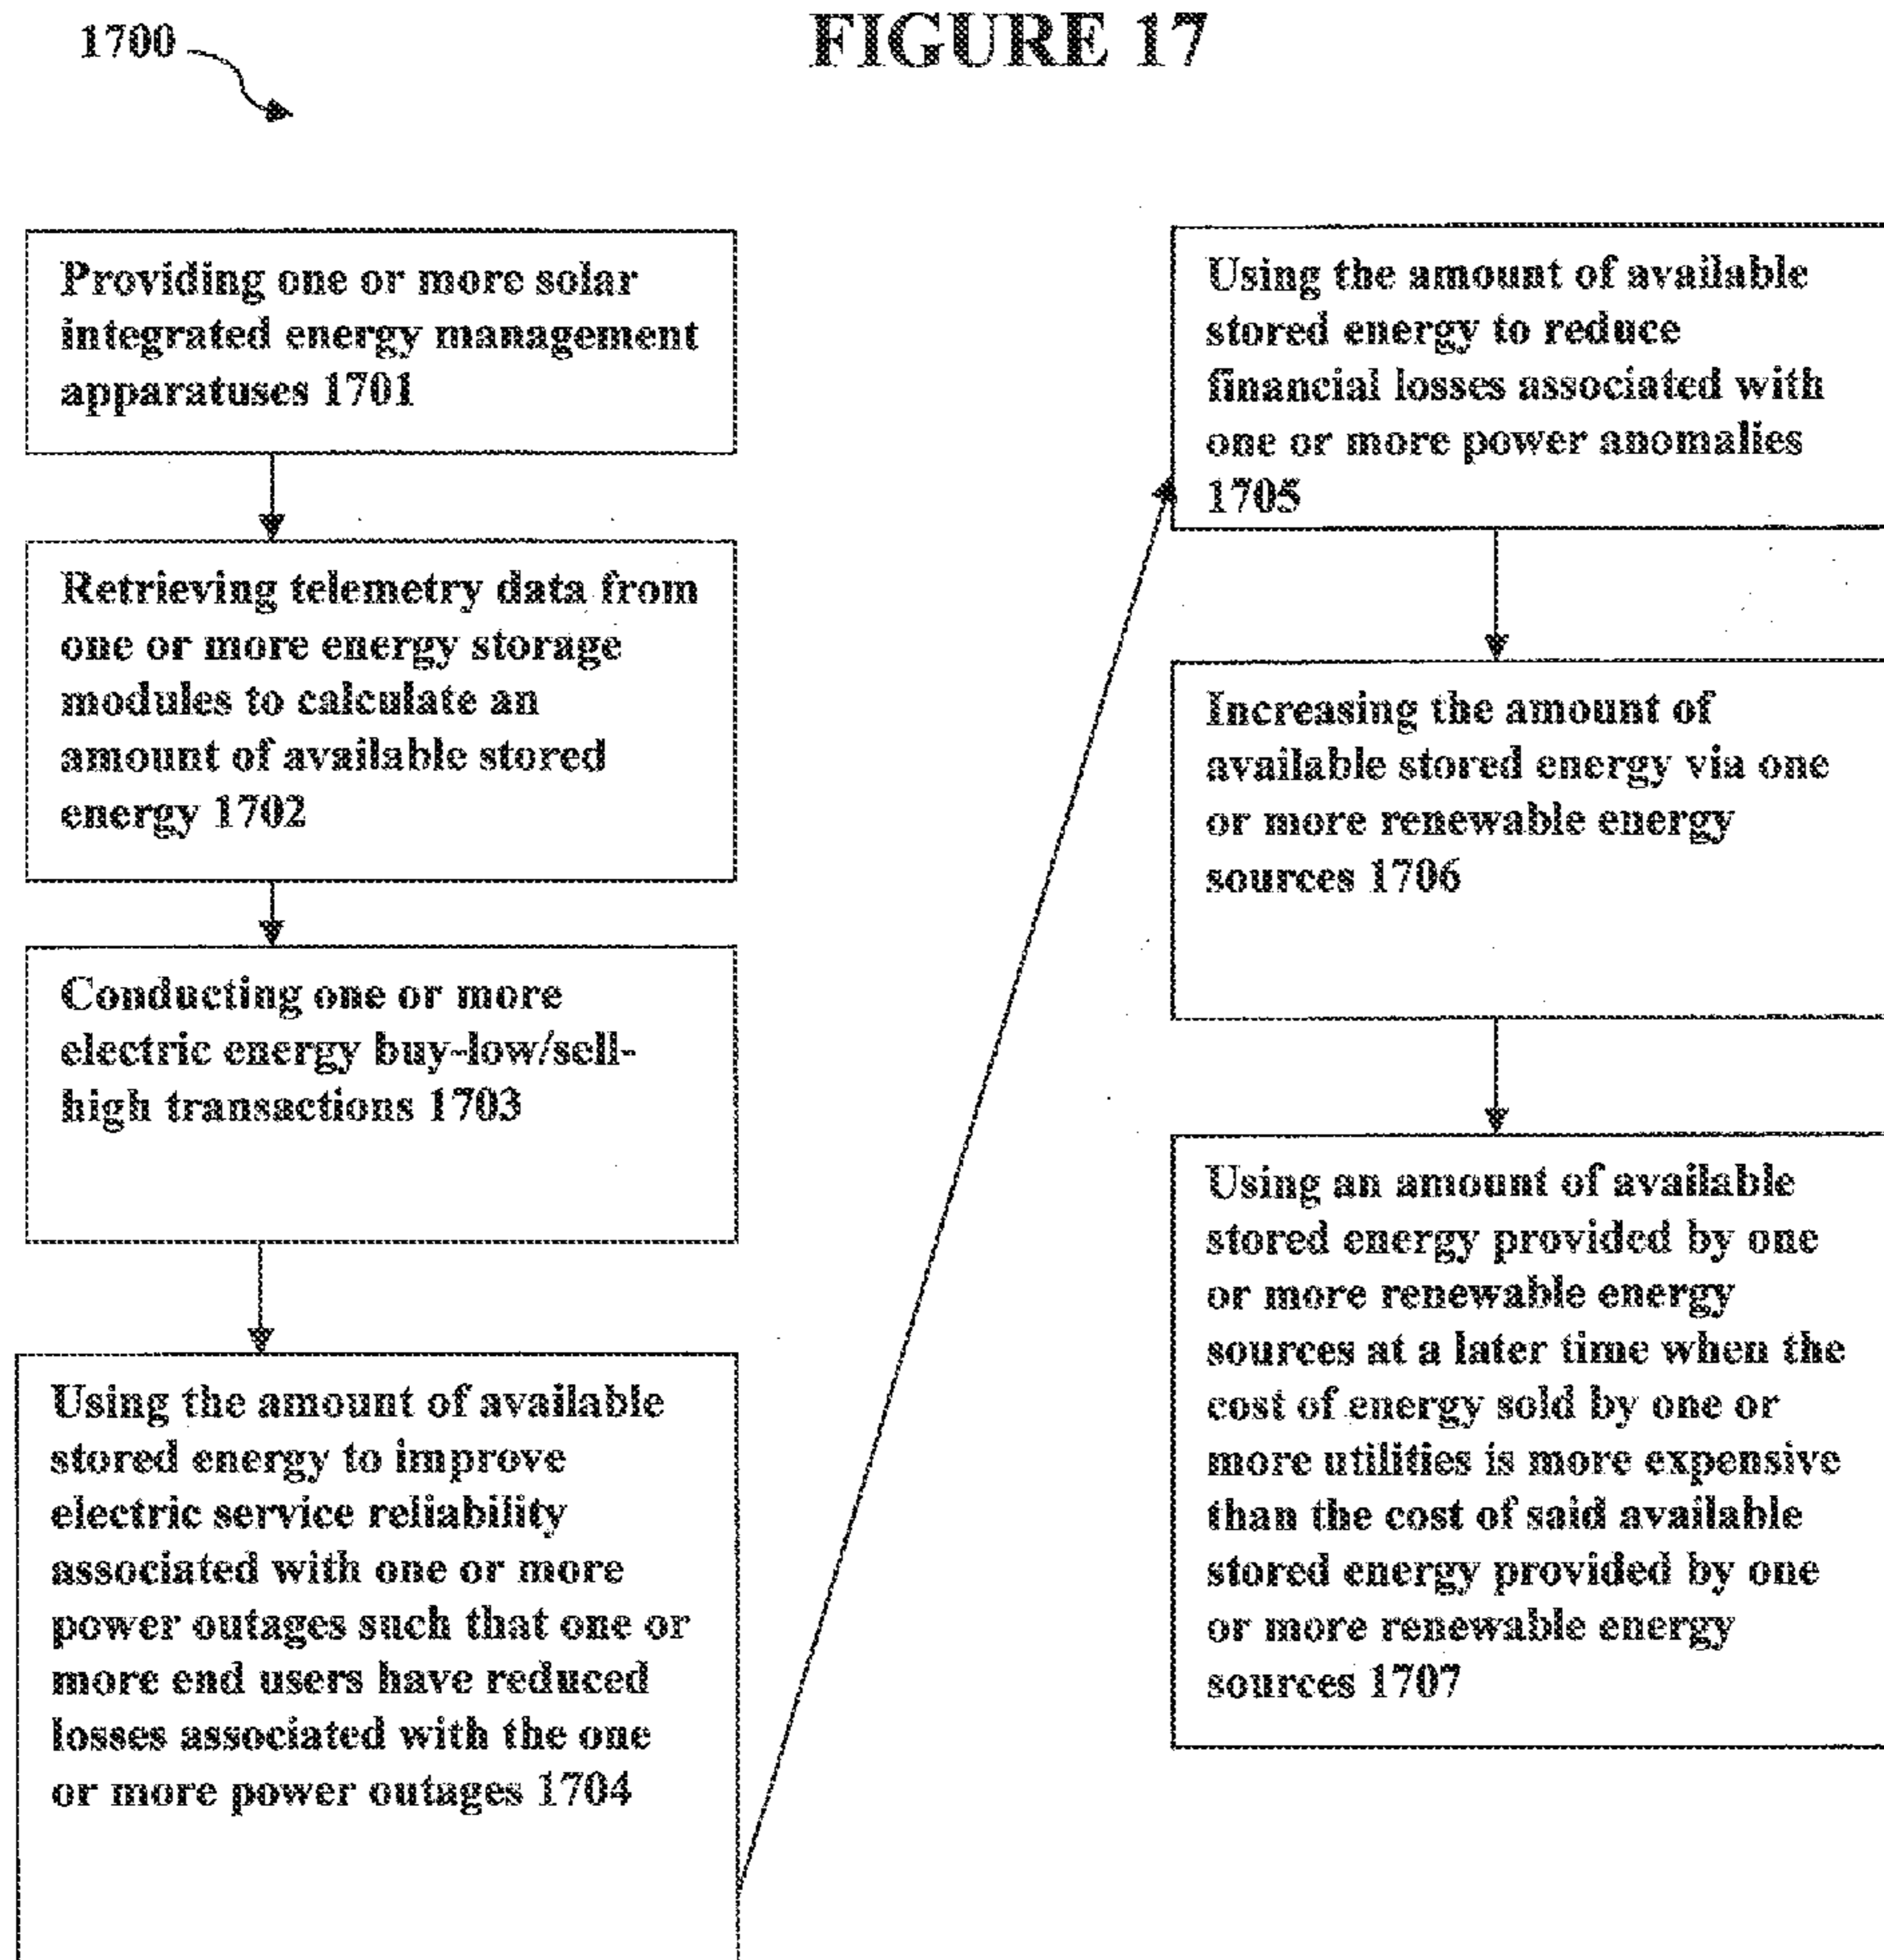 1700
FIGURE 17
Providing one or more solar
integrated energy management
apparatuses 1701
Retrieving telemetry data from
one or more energy storage
modules to calculate an
amount of available stored
energy 1702
Conducting one or more
electric energy buy-low/sell-
high transactions 1703
Using the amount of available
stored energy to improve
electric service reliability
associated with one or more
power outages such that one or
more end users have reduced
losses associated with the one
or more power outages 1704
Using the amount of available
stored energy to reduce
financial losses associated with
one or more power anomalies
1705
Increasing the amount of
available stored energy via one
or more renewable energy
sources 1706
Using an amount of available
stored energy provided by one
or more renewable energy
sources at a later time when the
cost of energy sold by one or
more utilities is more expensive
than the cost of said available
stored energy provided by one
or more renewable energy
sources 1707